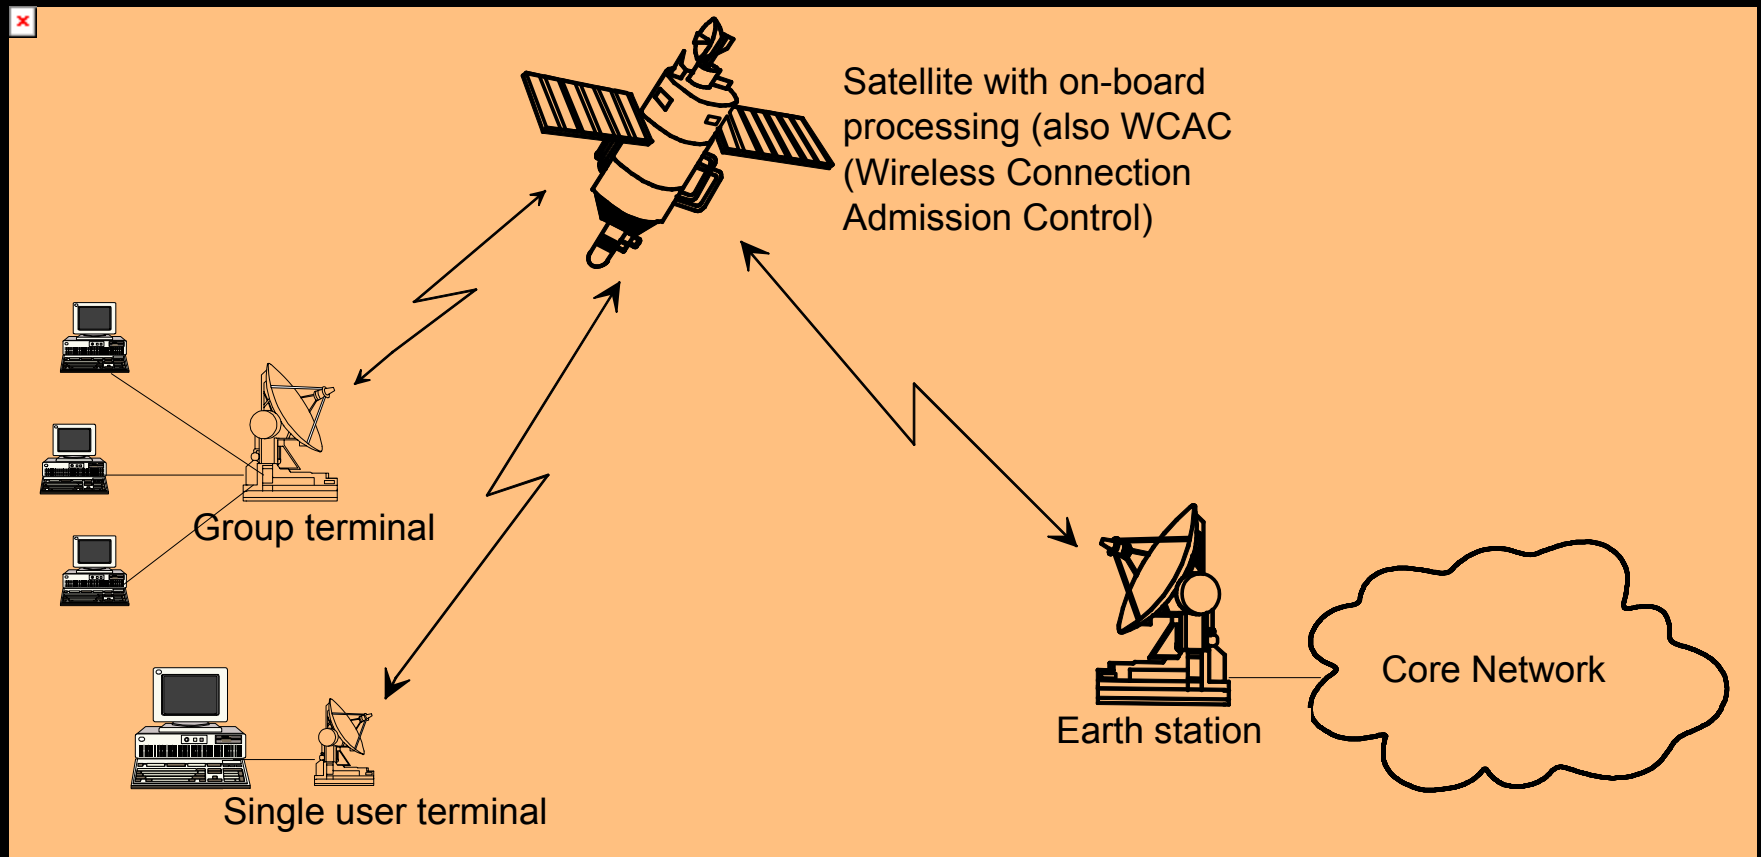 Satellite with on-board
processing (also WCAC
(Wireless Connection
Admission Control)
Group terminal
Core Network
Earth station
Single user terminal